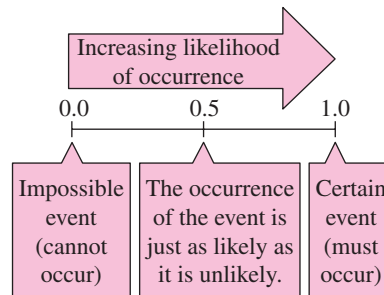 Increasing likelihood
of occurrence
0.0 0.5 1.0
Impossible
event
(cannot
occur)
The occurrence
of the event is
just as likely as
it is unlikely.
Certain
event
(must
occur)